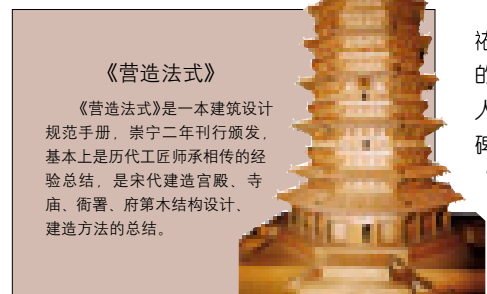 《营造法式》
《营造法式》是一本建筑设计
规范手册，崇宁二年刊行颁发，
基本上是历代工匠师承相传的经
验总结，是宋代建造宫殿、寺
庙、衙署、府第木结构设计、
建造方法的总结。
的
人
碑